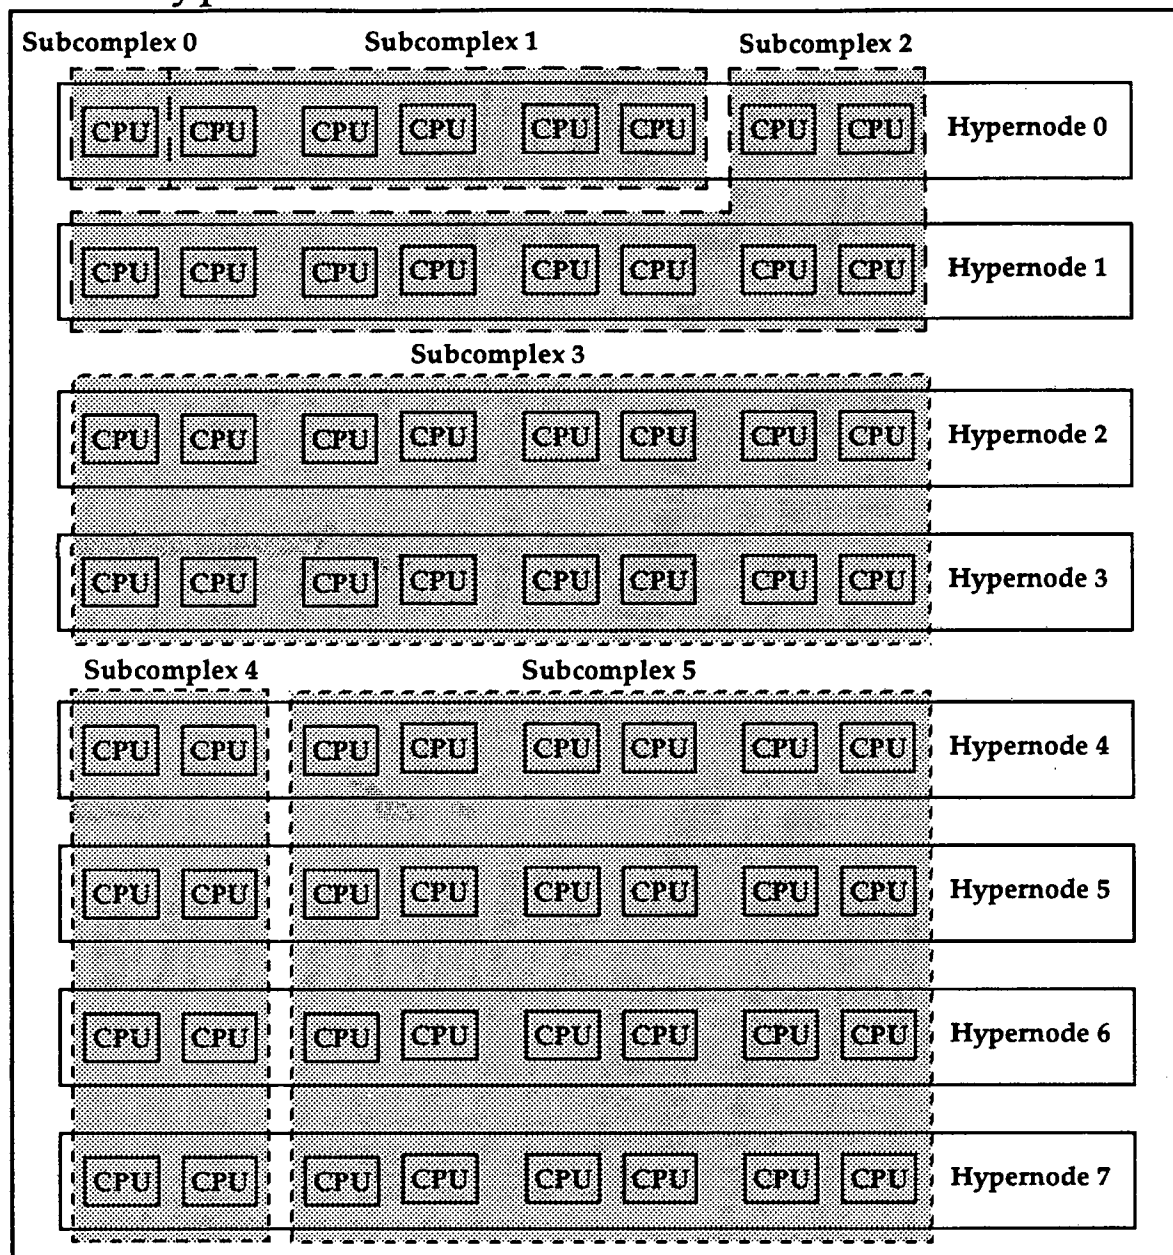 Subcomplex 0 Subcomplex 1 Subcomplex 2
CPU CPU CPU CPU CPU CPU CPU CPU Hypernode 0
CPU CPU CPU CPU CPU CPU CPU CPU Hypernode 1
Subcomplex 3
CPU CPU CPU CPU CPU CPU CPU CPU Hypernode 2
CPU CPU CPU CPU CPU CPU CPU CPU Hypernode 3
Subcomplex 4 Subcomplex 5
CPU CPU CPU CPU CPU CPU CPU CPU Hypernode 4
CPU CPU CPU CPU CPU CPU CPU CPU Hypernode 5
CPU CPU CPU CPU CPU CPU CPU CPU Hypernode 6
CPU CPU CPU CPU CPU CPU CPU CPU Hypernode 7